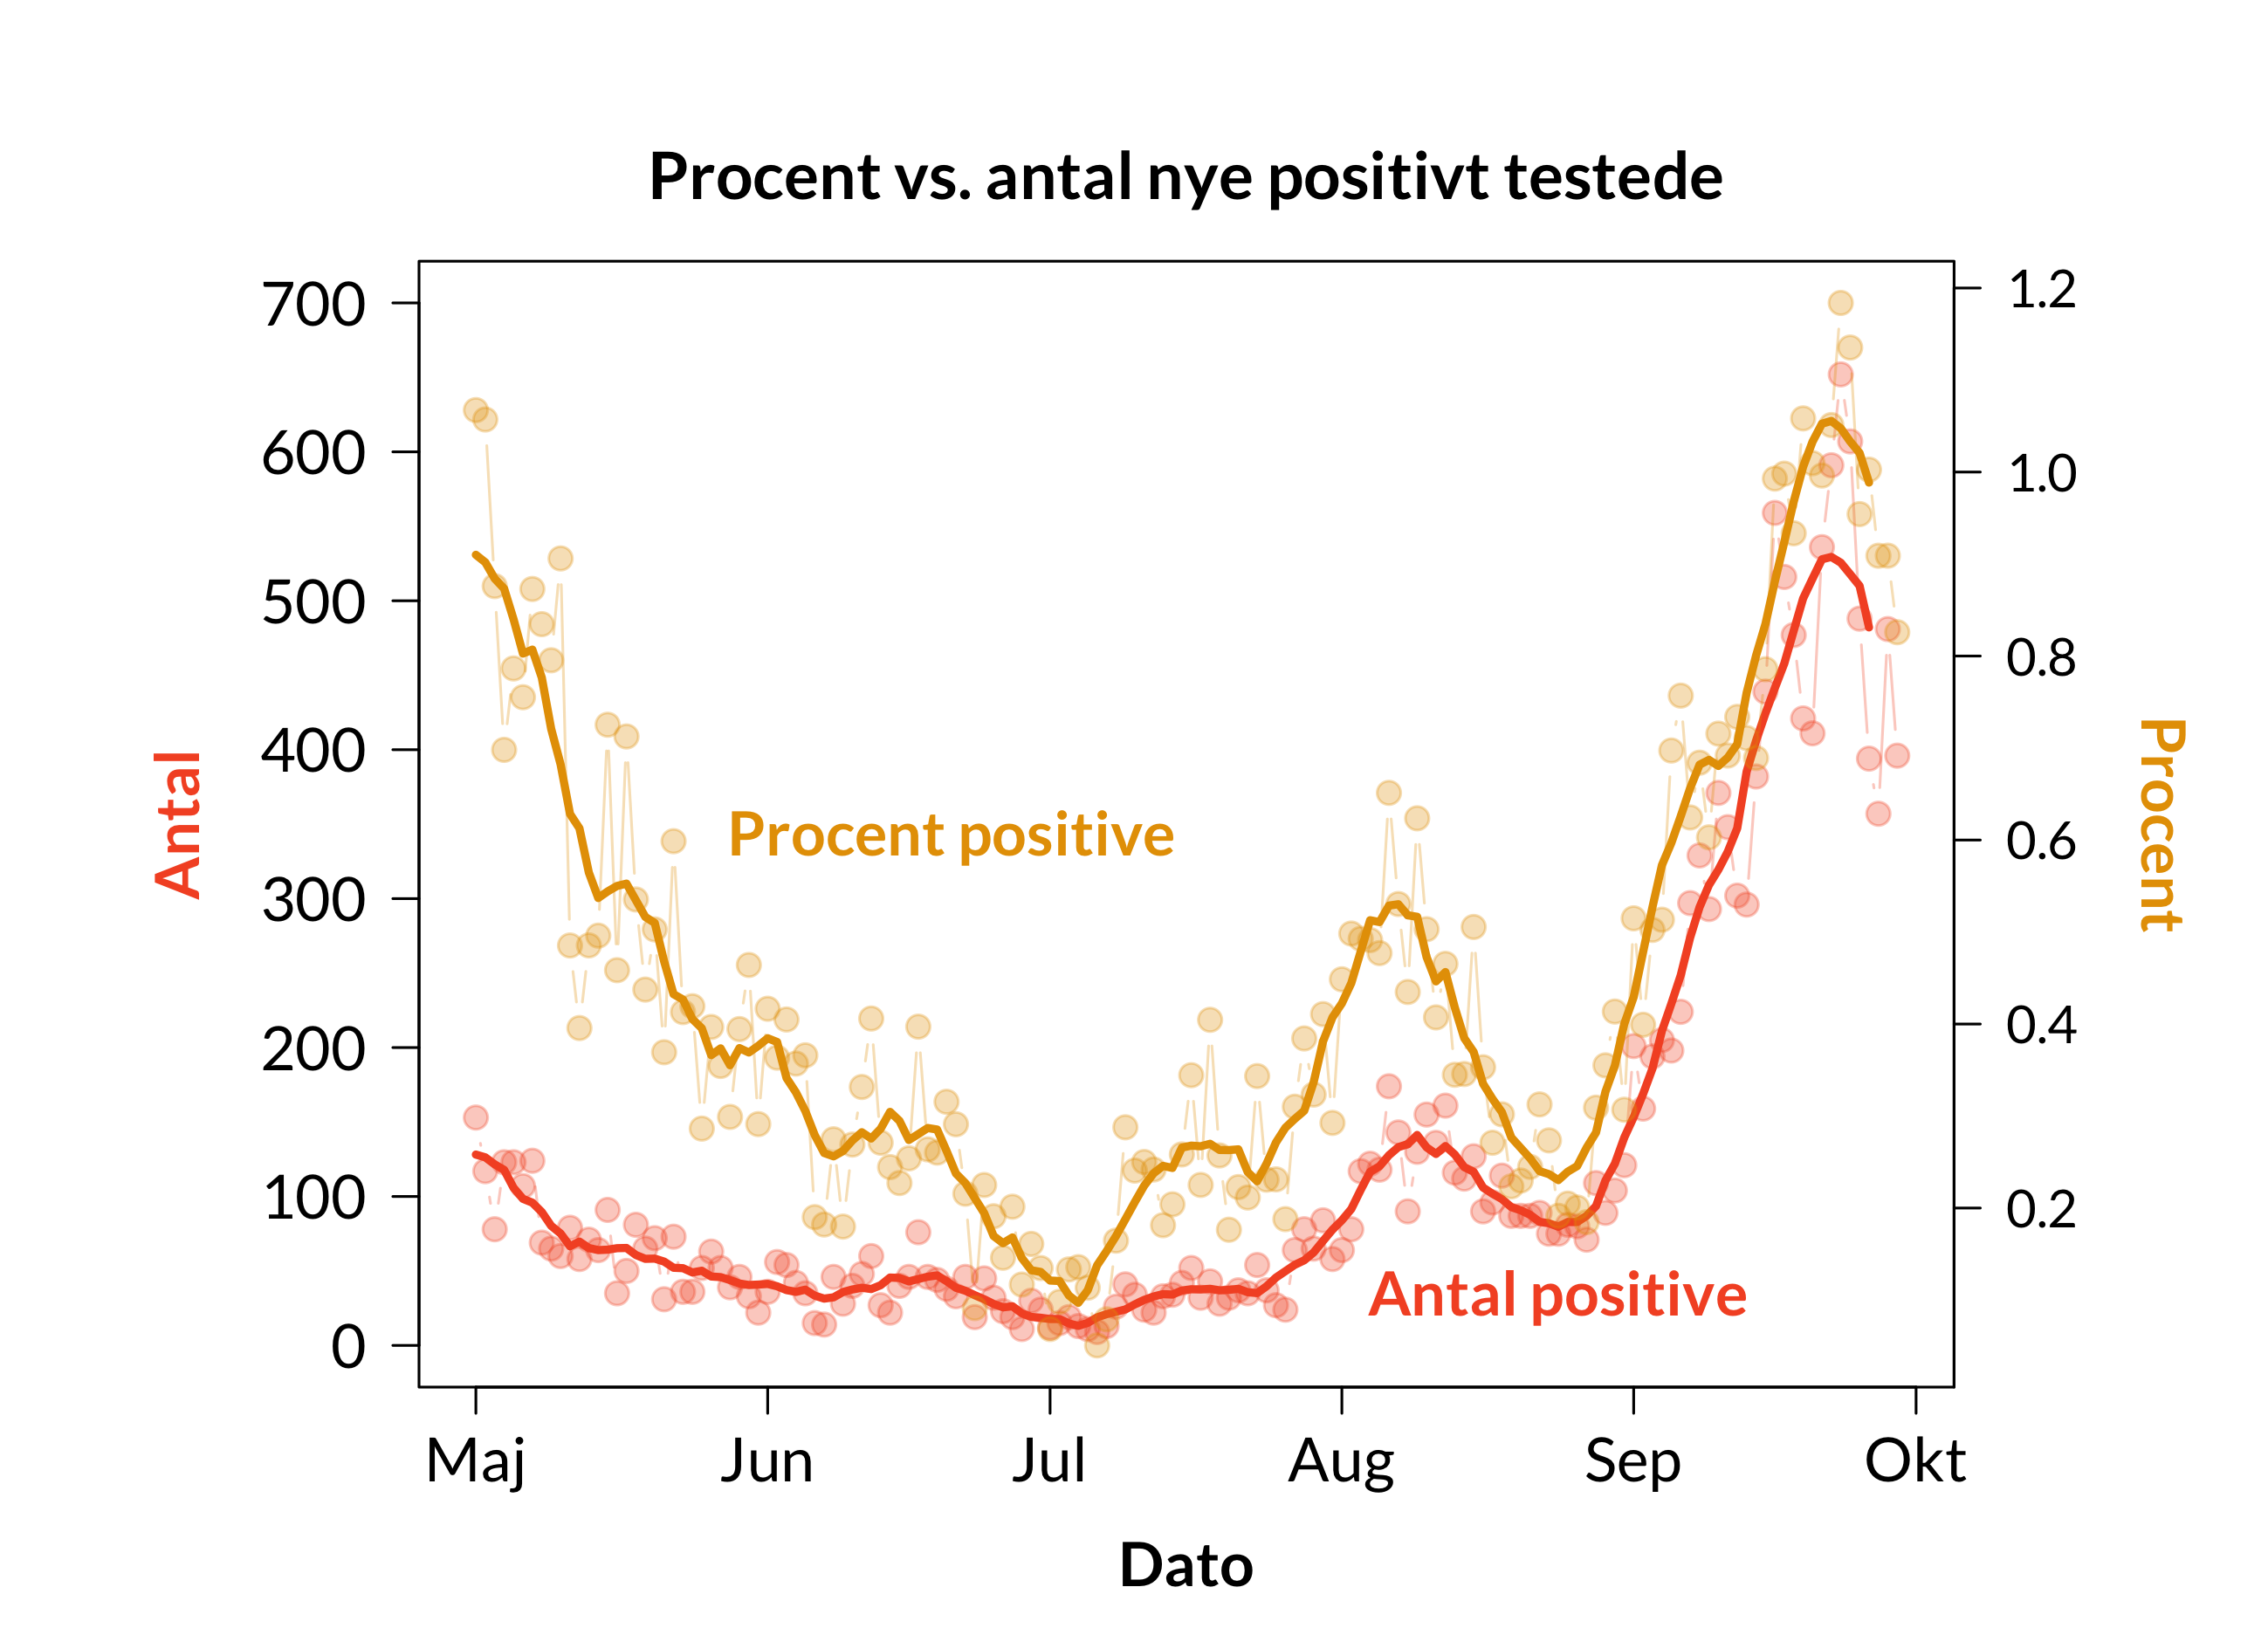 Procent vs. antal nye positivt testede
700
600
500
400
300
200
100
0
Antal
1.2
1.0
0.8
0.6
0.4
0.2
Procent
Procent positive
Antal positive
Maj Jun Jul Aug Sep Okt
Dato